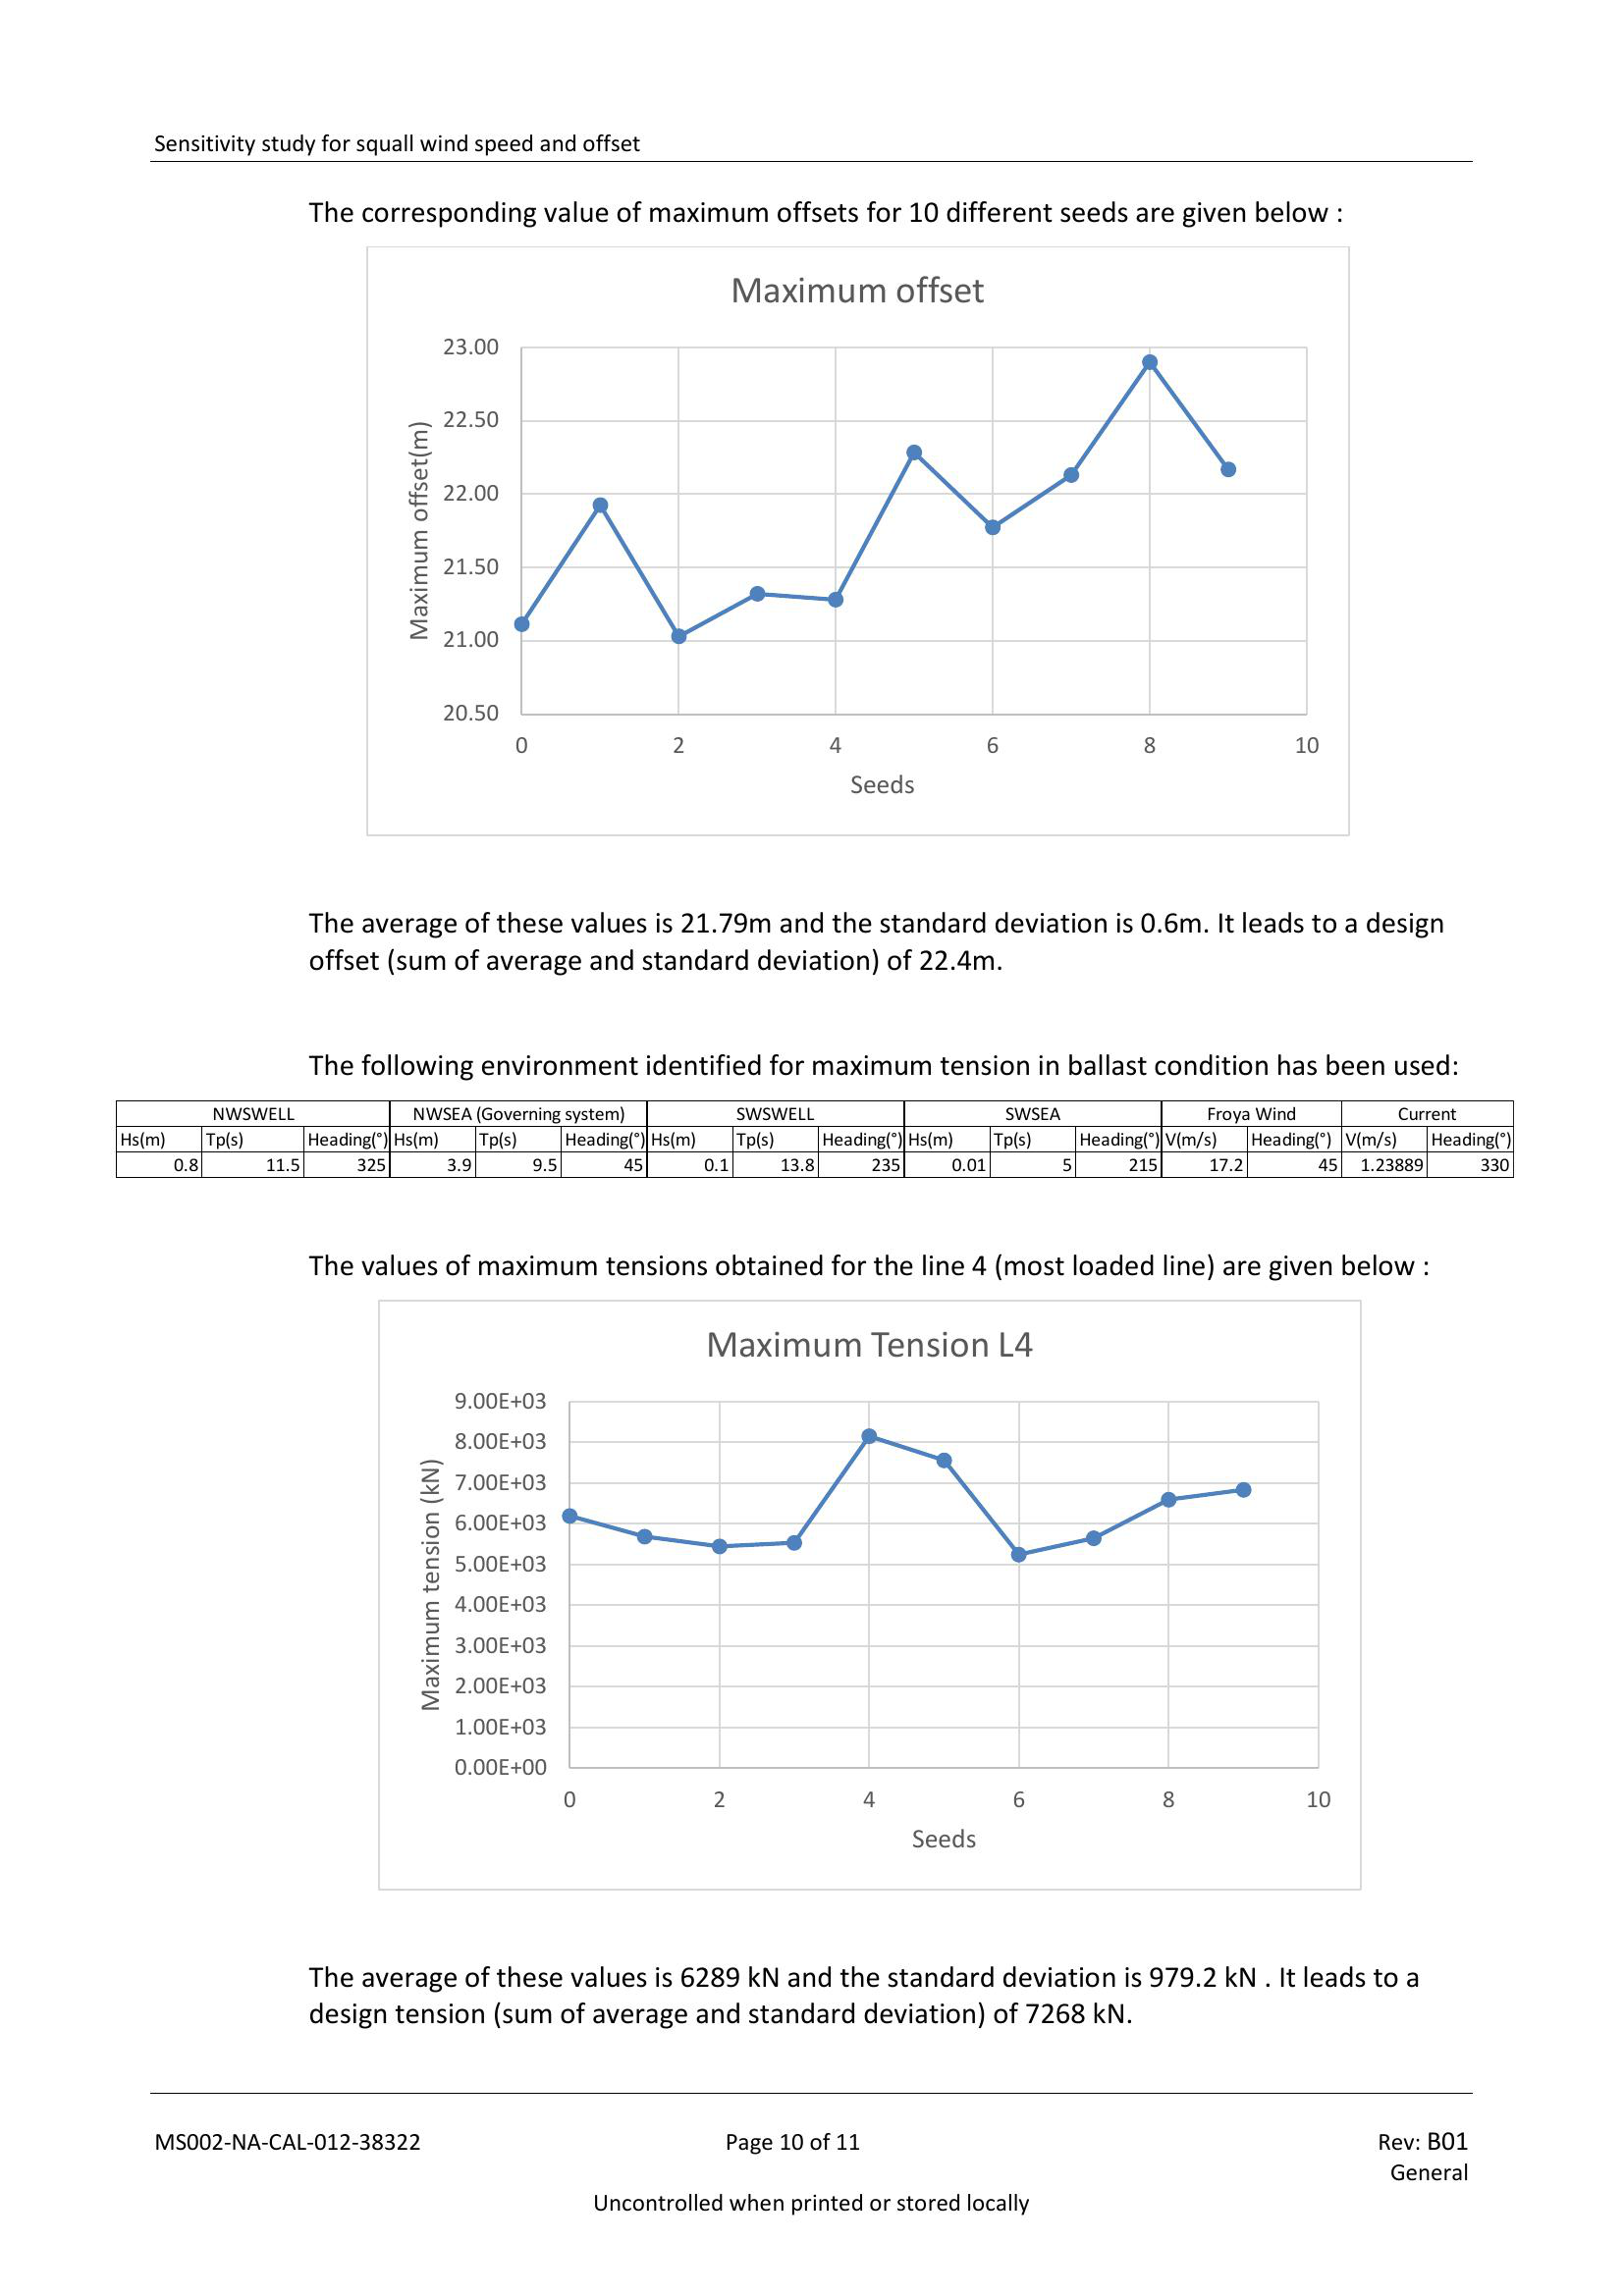 Sensitivity study for squall wind speed and offset
The corresponding value of maximum offsets for 10 different seeds are given below :
Maximum offset
23.00
22.50
22.00
21.50
21.00
20.50
Maximum offset(m)
0 2 4 6 8 10
Seeds
The average of these values is 21.79m and the standard deviation is 0.6m. It leads to a design
offset (sum of average and standard deviation) of 22.4m.
The following environment identified for maximum tension in ballast condition has been used:
NWSWELL NWSEA (Governing system) SWSWELL SWSEA Froya Wind Current
Hs(m) Tp(s) Heading(°) Hs(m) Tp(s) Heading(°) Hs(m) Tp(s) Heading(°) Hs(m) Tp(s) Heading(°) V(m/s) Heading(°) V(m/s) Heading(°)
0.8 11.5 325 3.9 9.5 45 0.1 13.8 235 0.01 5 215 17.2 45 1.23889 330
The values of maximum tensions obtained for the line 4 (most loaded line) are given below :
Maximum Tension L4
9.00E+03
8.00E+03
7.00E+03
6.00E+03
5.00E+03
4.00E+03
3.00E+03
2.00E+03
1.00E+03
0.00E+00
Maximum tension (kN)
0 2 4 6 8 10
Seeds
The average of these values is 6289 kN and the standard deviation is 979.2 kN . It leads to a
design tension (sum of average and standard deviation) of 7268 kN.
MS002-NA-CAL-012-38322 Page 10 of 11 Rev: B01
General
Uncontrolled when printed or stored locally